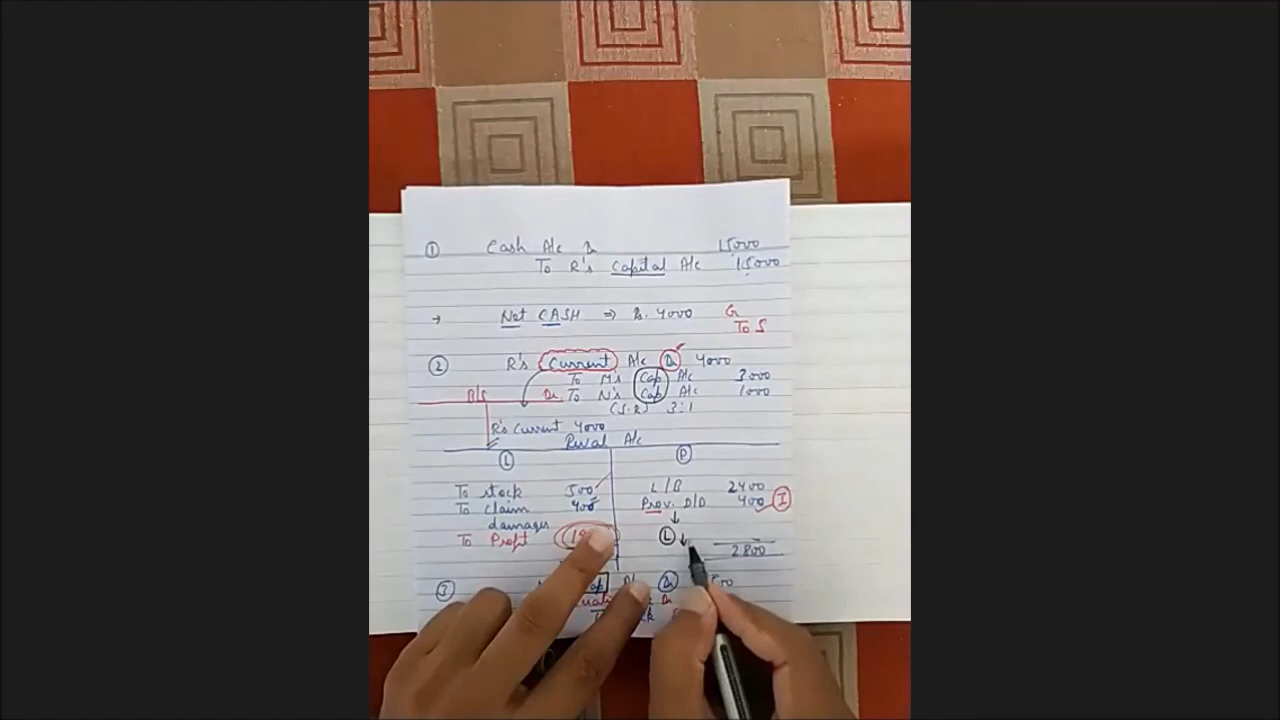 ① Cash A/c Dr 15000
To R's Capital A/c 15000
→ Net CASH ⇒ Rs. 4000 G
To S
② R's Current A/c Dr 4000
To M's Cap A/c 3000
B/S Dr To N's Cap A/c 1000
(S.R) 3:1
R's Current 4000
Reval A/c
Ⓛ Ⓟ
To stock 500 L/B 2400
To claim 400 Prov. D/D 400 I
damages ↓
To Profit Ⓛ ↓
2800
③ Dr
To